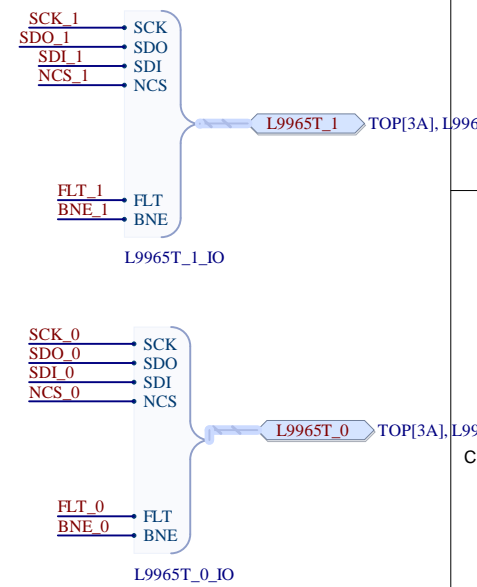 SCK_1 SCK
SDO_1 SDO
SDI_1 SDI
NCS_1 NCS
L9965T_1 TOP[3A], L996
FLT_1 FLT
BNE_1 BNE
L9965T_1_IO
SCK_0 SCK
SDO_0 SDO
SDI_0 SDI
NCS_0 NCS
L9965T_0 TOP[3A], L99
C
FLT_0 FLT
BNE_0 BNE
L9965T_0_IO